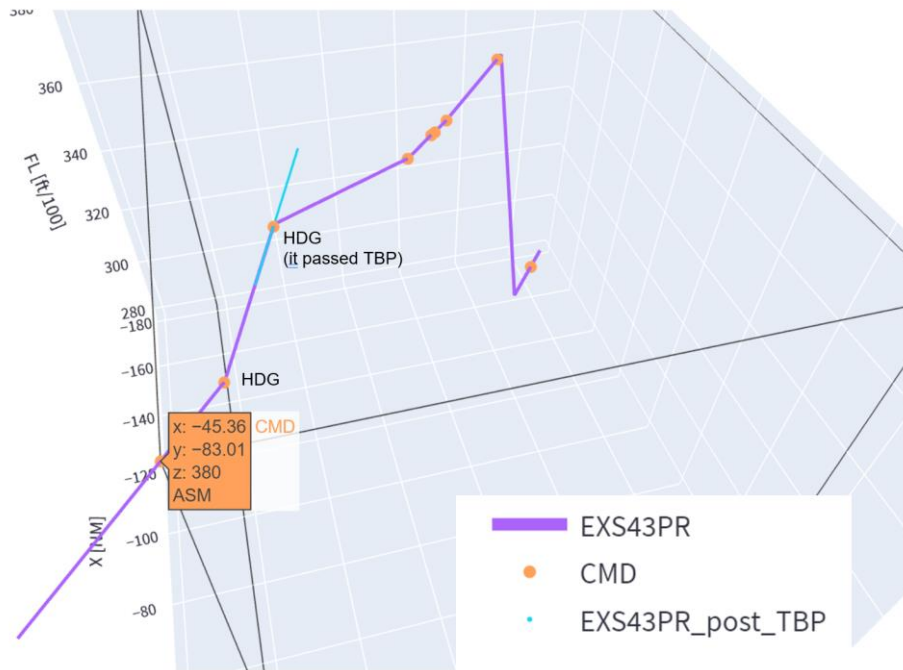 380
360
340
FL [ft/100]
320
300
280
−180
−160
−140
−120
−100
−80
X [NM]
HDG
(it passed TBP)
HDG
x: −45.36 CMD
y: −83.01
z: 380
ASM
EXS43PR
CMD
EXS43PR_post_TBP